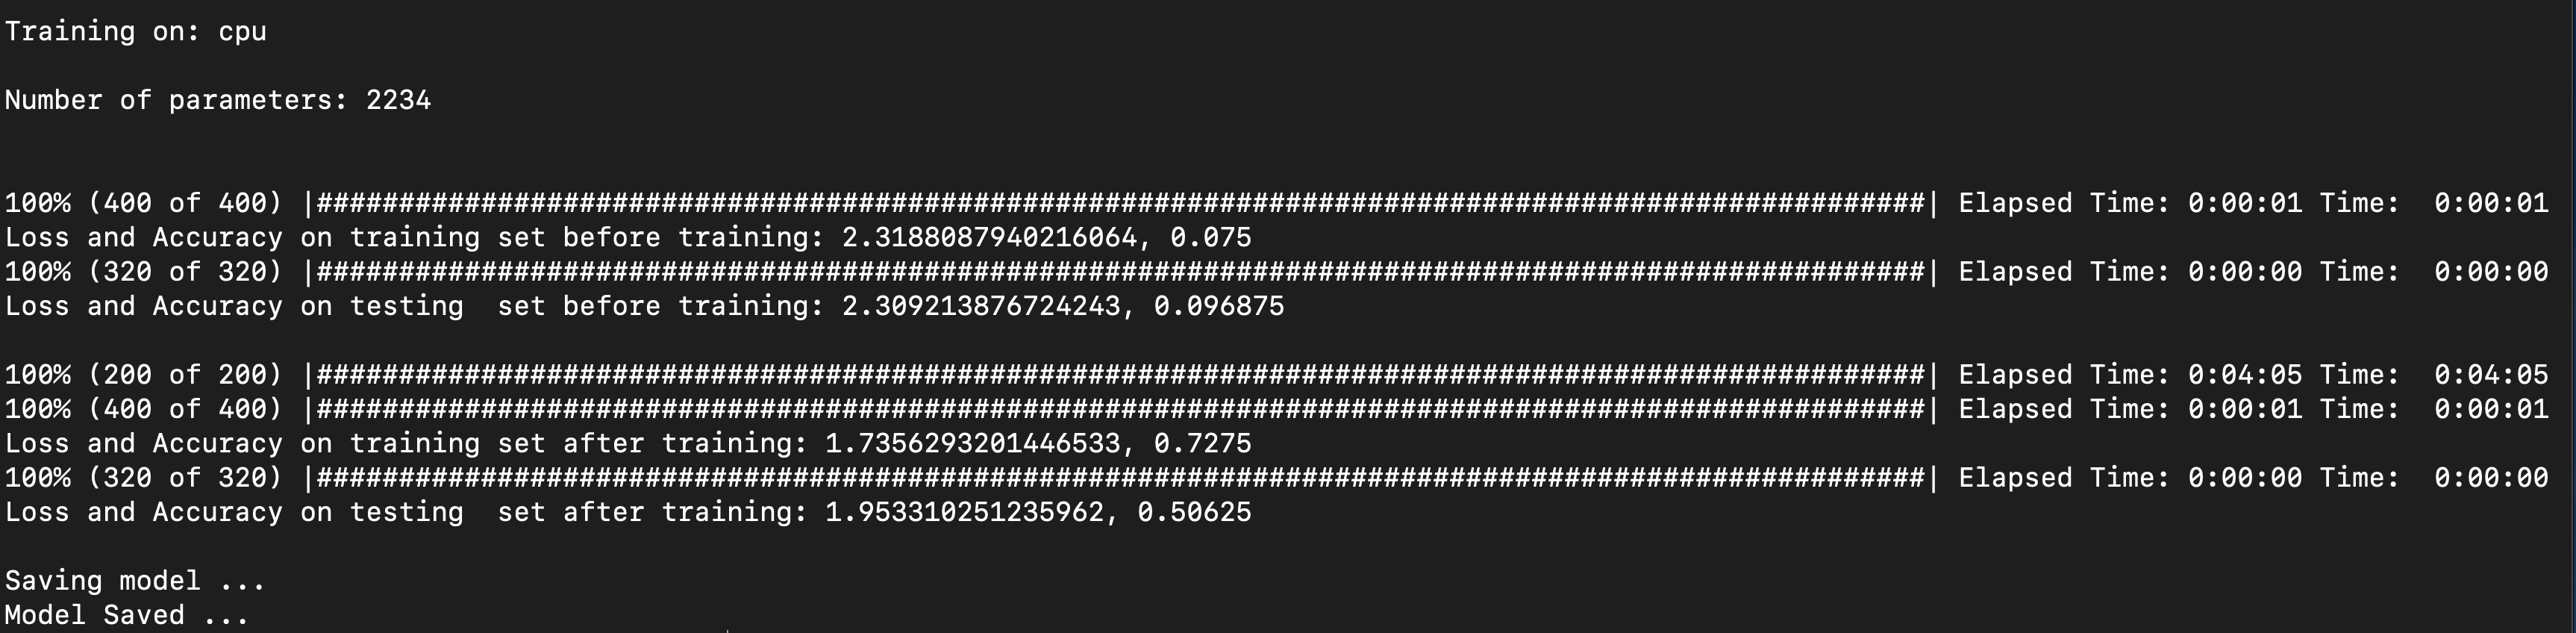 Training on: cpu
Number of parameters: 2234
100% (400 of 400) |##################################################################################################| Elapsed Time: 0:00:01 Time:  0:00:01
Loss and Accuracy on training set before training: 2.3188087940216064, 0.075
100% (320 of 320) |##################################################################################################| Elapsed Time: 0:00:00 Time:  0:00:00
Loss and Accuracy on testing  set before training: 2.309213876724243, 0.096875
100% (200 of 200) |##################################################################################################| Elapsed Time: 0:04:05 Time:  0:04:05
100% (400 of 400) |##################################################################################################| Elapsed Time: 0:00:01 Time:  0:00:01
Loss and Accuracy on training set after training: 1.7356293201446533, 0.7275
100% (320 of 320) |##################################################################################################| Elapsed Time: 0:00:00 Time:  0:00:00
Loss and Accuracy on testing  set after training: 1.953310251235962, 0.50625
Saving model ...
Model Saved ...